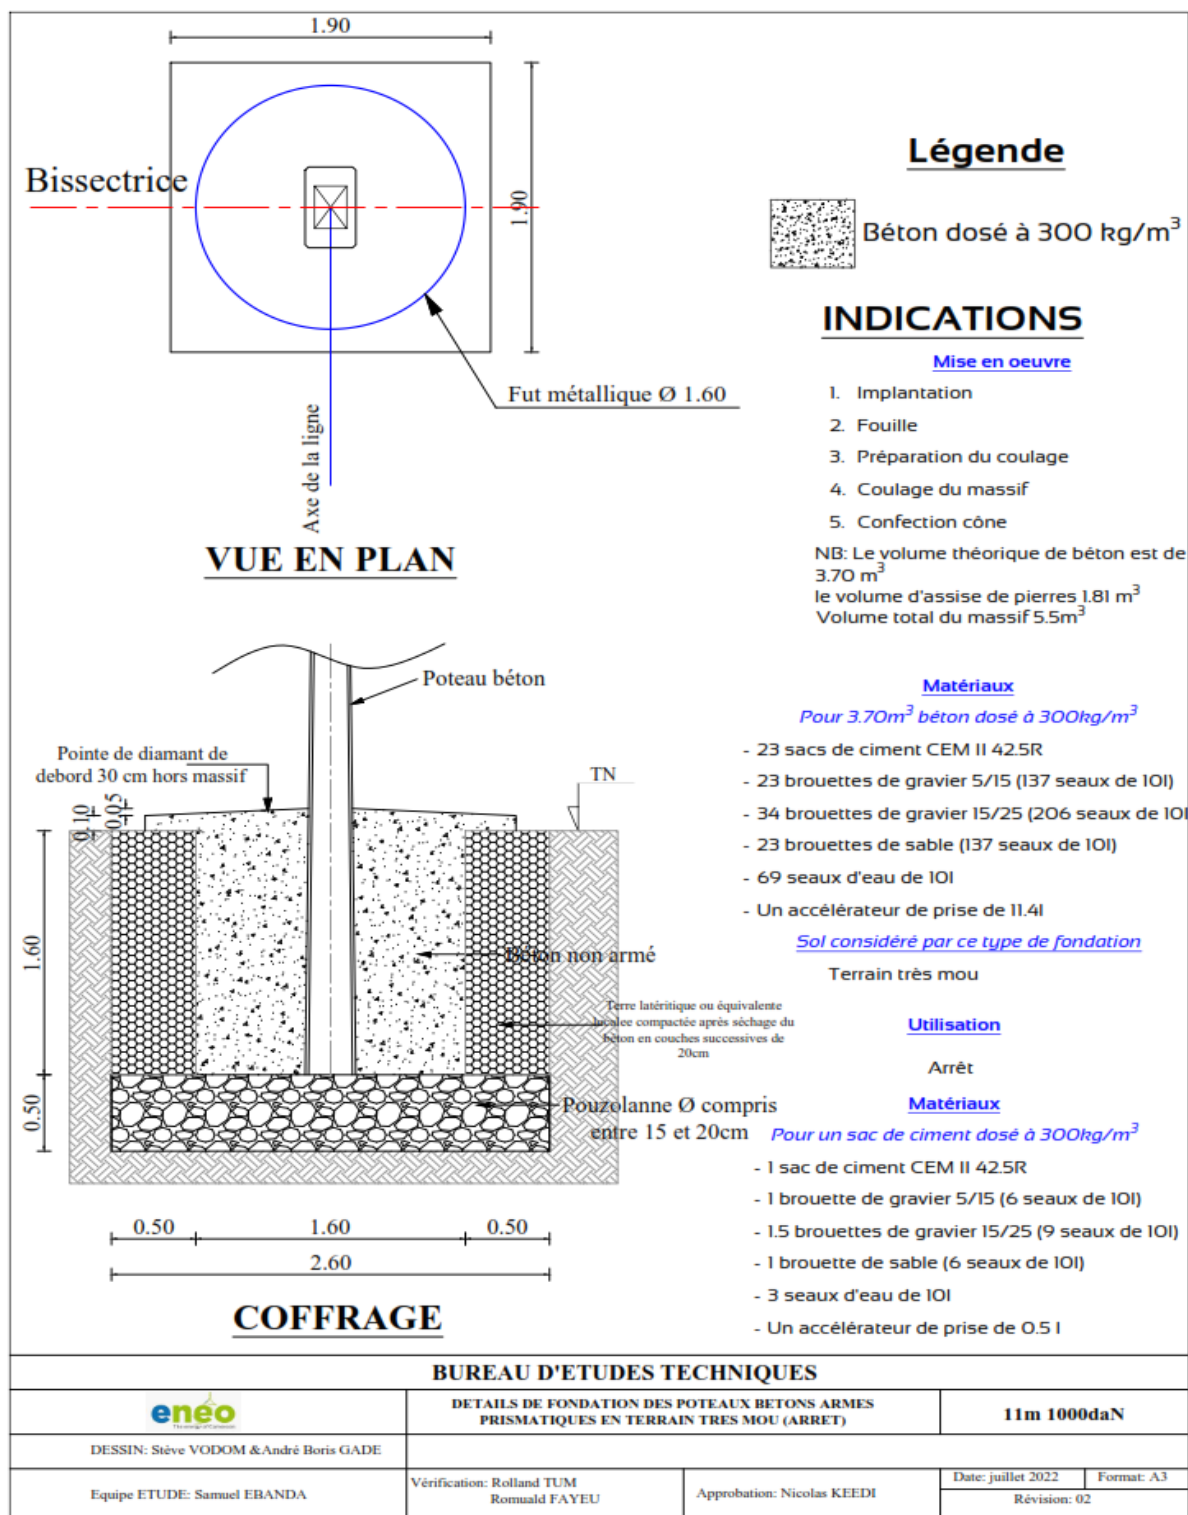 1.90
Bissectrice
1.90
Fut métallique Ø 1.60
Axe de la ligne
VUE EN PLAN
Légende
Béton dosé à 300 kg/m³
INDICATIONS
Mise en oeuvre
1. Implantation
2. Fouille
3. Préparation du coulage
4. Coulage du massif
5. Confection cône
NB: Le volume théorique de béton est de
3.70 m³
le volume d'assise de pierres 1.81 m³
Volume total du massif 5.5m³
Matériaux
Pour 3.70m³ béton dosé à 300kg/m³
- 23 sacs de ciment CEM II 42.5R
- 23 brouettes de gravier 5/15 (137 seaux de 10l)
- 34 brouettes de gravier 15/25 (206 seaux de 10l
- 23 brouettes de sable (137 seaux de 10l)
- 69 seaux d'eau de 10l
- Un accélérateur de prise de 11.4l
Sol considéré par ce type de fondation
Terrain très mou
Utilisation
Arrêt
Matériaux
Pour un sac de ciment dosé à 300kg/m³
- 1 sac de ciment CEM II 42.5R
- 1 brouette de gravier 5/15 (6 seaux de 10l)
- 1.5 brouettes de gravier 15/25 (9 seaux de 10l)
- 1 brouette de sable (6 seaux de 10l)
- 3 seaux d'eau de 10l
- Un accélérateur de prise de 0.5 l
Poteau béton
Pointe de diamant de
debord 30 cm hors massif
TN
0.10
0.05
1.60
Béton non armé
Terre latéritique ou équivalente
locale compactée après séchage du
béton en couches successives de
20cm
0.50
Pouzolanne Ø compris
entre 15 et 20cm
0.50
1.60
0.50
2.60
COFFRAGE
BUREAU D'ETUDES TECHNIQUES
eneo
DETAILS DE FONDATION DES POTEAUX BETONS ARMES
PRISMATIQUES EN TERRAIN TRES MOU (ARRET)
11m 1000daN
DESSIN: Stève VODOM &André Boris GADE
Equipe ETUDE: Samuel EBANDA
Vérification: Rolland TUM
Romuald FAYEU
Approbation: Nicolas KEEDI
Date: juillet 2022
Format: A3
Révision: 02